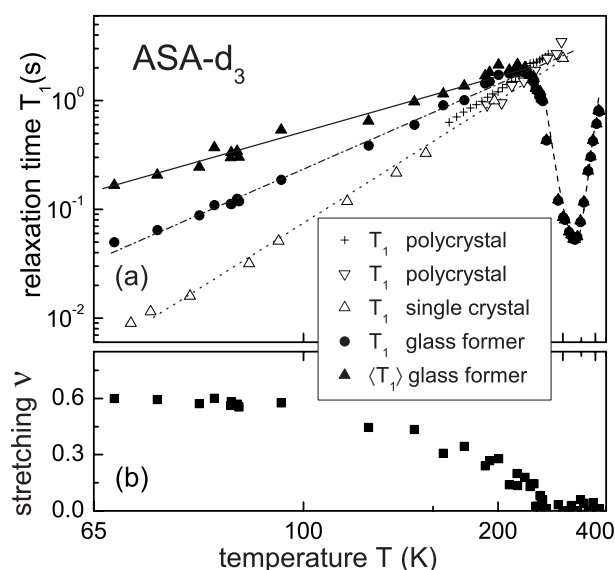 ASA-d3
relaxation time T1(s)
10^0
10^-1
10^-2
(a)
+ T1 polycrystal
▽ T1 polycrystal
△ T1 single crystal
● T1 glass former
▲ ⟨T1⟩ glass former
stretching ν
0.6
0.3
0.0
(b)
65 100 200 400
temperature T (K)